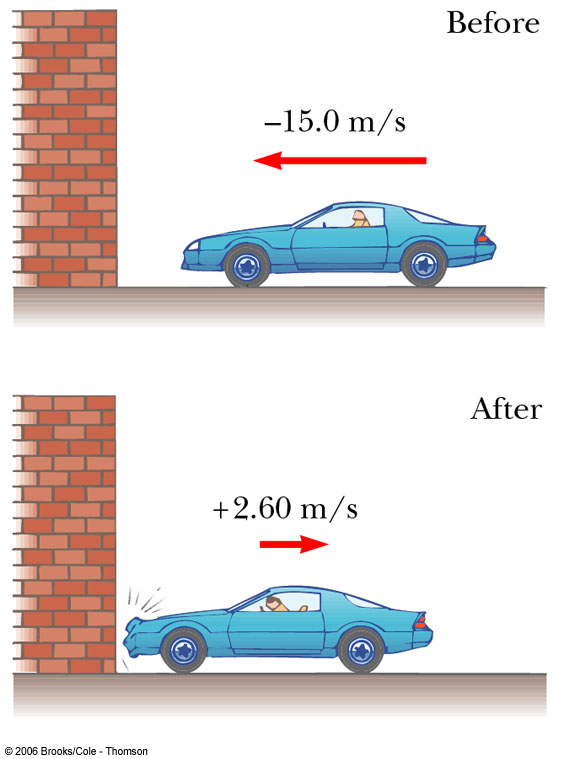 Before
–15.0 m/s
After
+2.60 m/s
© 2006 Brooks/Cole - Thomson